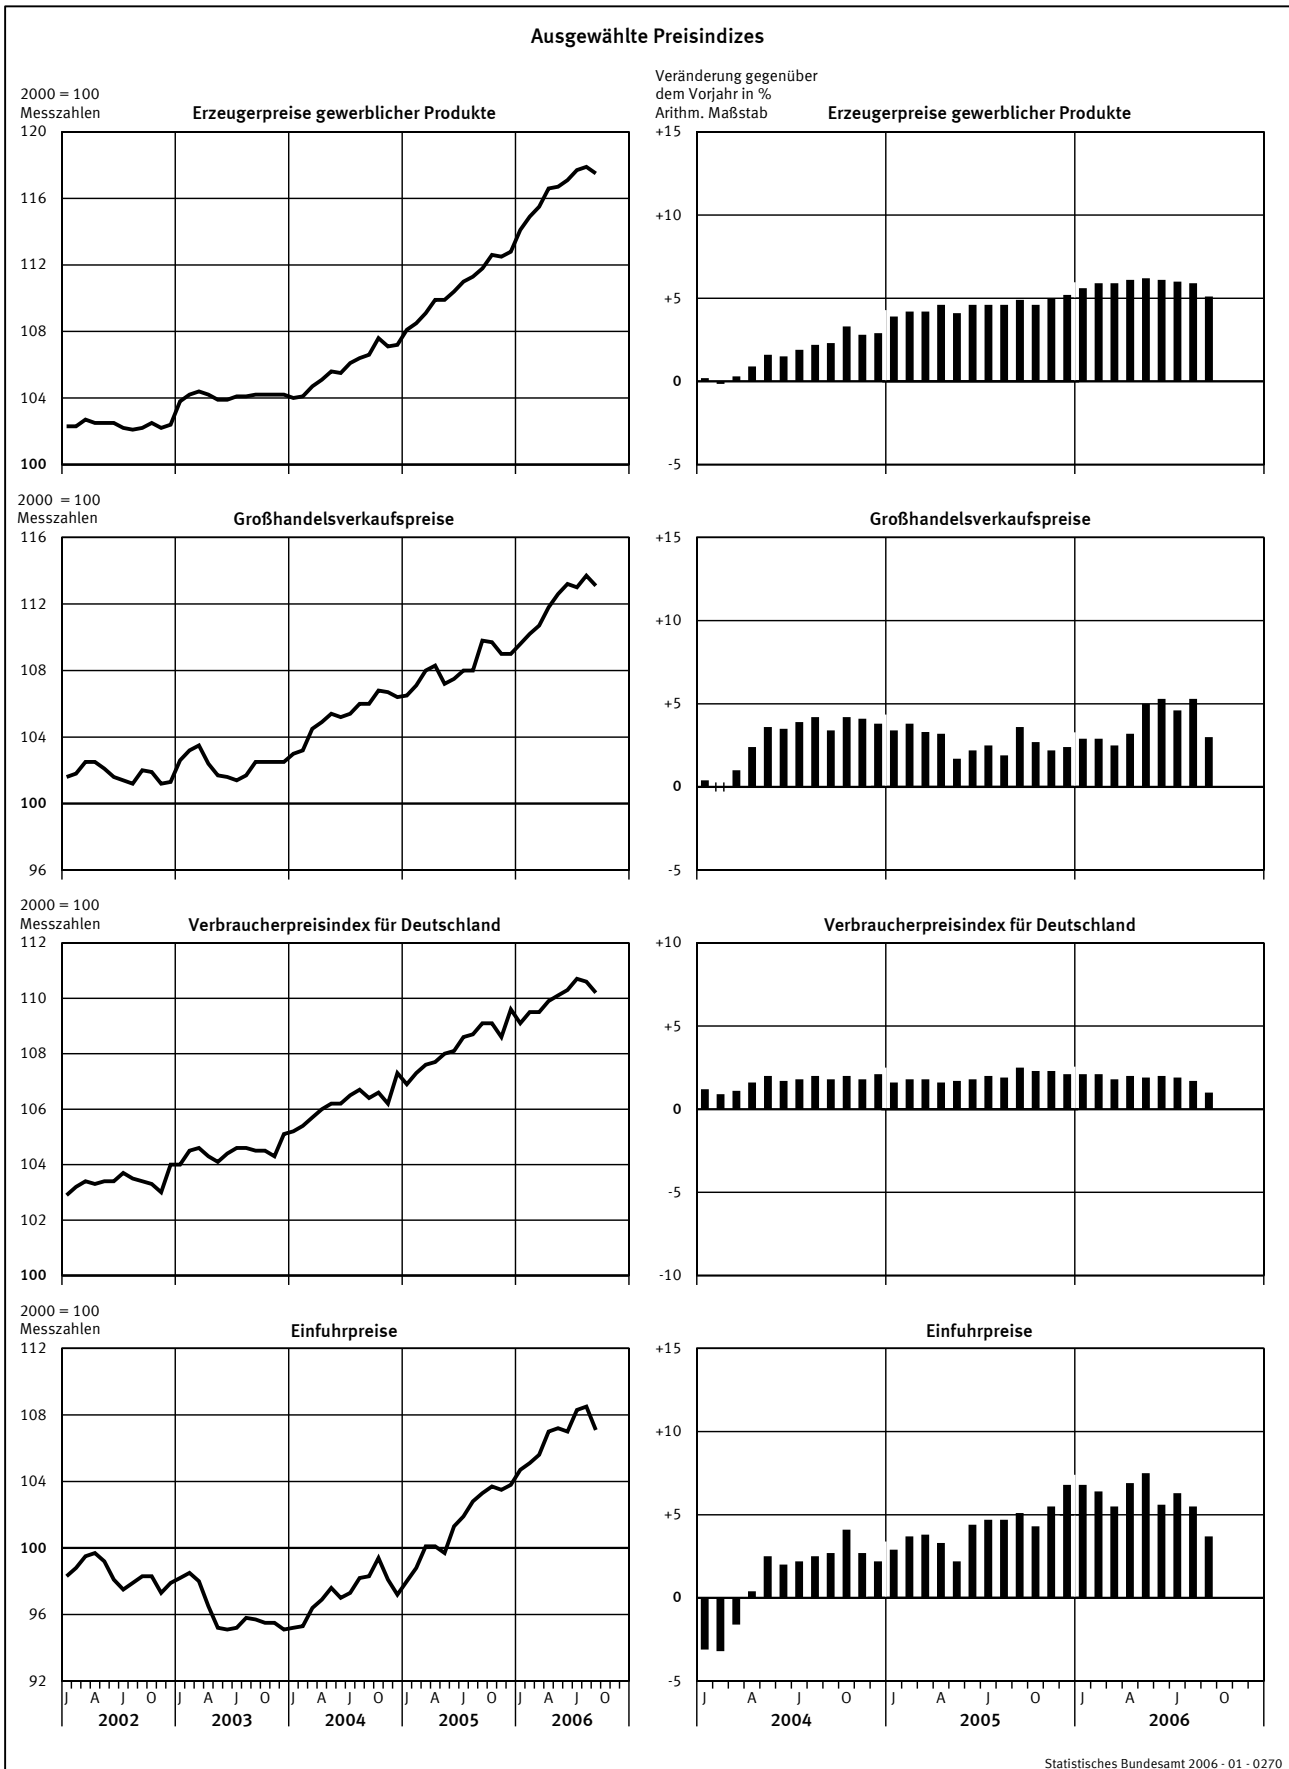 Ausgewählte Preisindizes
2000 = 100
Messzahlen
Erzeugerpreise gewerblicher Produkte
120
116
112
108
104
100
Veränderung gegenüber
dem Vorjahr in %
Arithm. Maßstab
Erzeugerpreise gewerblicher Produkte
+15
+10
+5
0
-5
2000 = 100
Messzahlen
Großhandelsverkaufspreise
116
112
108
104
100
96
Großhandelsverkaufspreise
+15
+10
+5
0
-5
2000 = 100
Messzahlen
Verbraucherpreisindex für Deutschland
112
110
108
106
104
102
100
Verbraucherpreisindex für Deutschland
+10
+5
0
-5
-10
2000 = 100
Messzahlen
Einfuhrpreise
112
108
104
100
96
92
J A J O J A J O J A J O J A J O J A J O
2002 2003 2004 2005 2006
Einfuhrpreise
+15
+10
+5
0
-5
J A J O J A J O J A J O
2004 2005 2006
Statistisches Bundesamt 2006 - 01 - 0270